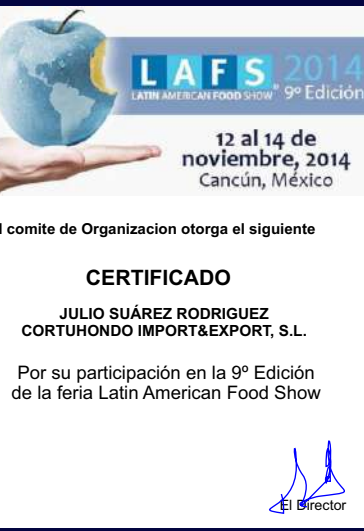 LAFS 2014
LATIN AMERICAN FOOD SHOW® 9º Edición
12 al 14 de
noviembre, 2014
Cancún, México
l comite de Organizacion otorga el siguiente
CERTIFICADO
JULIO SUÁREZ RODRIGUEZ
CORTUHONDO IMPORT&EXPORT, S.L.
Por su participación en la 9º Edición
de la feria Latin American Food Show
El Director